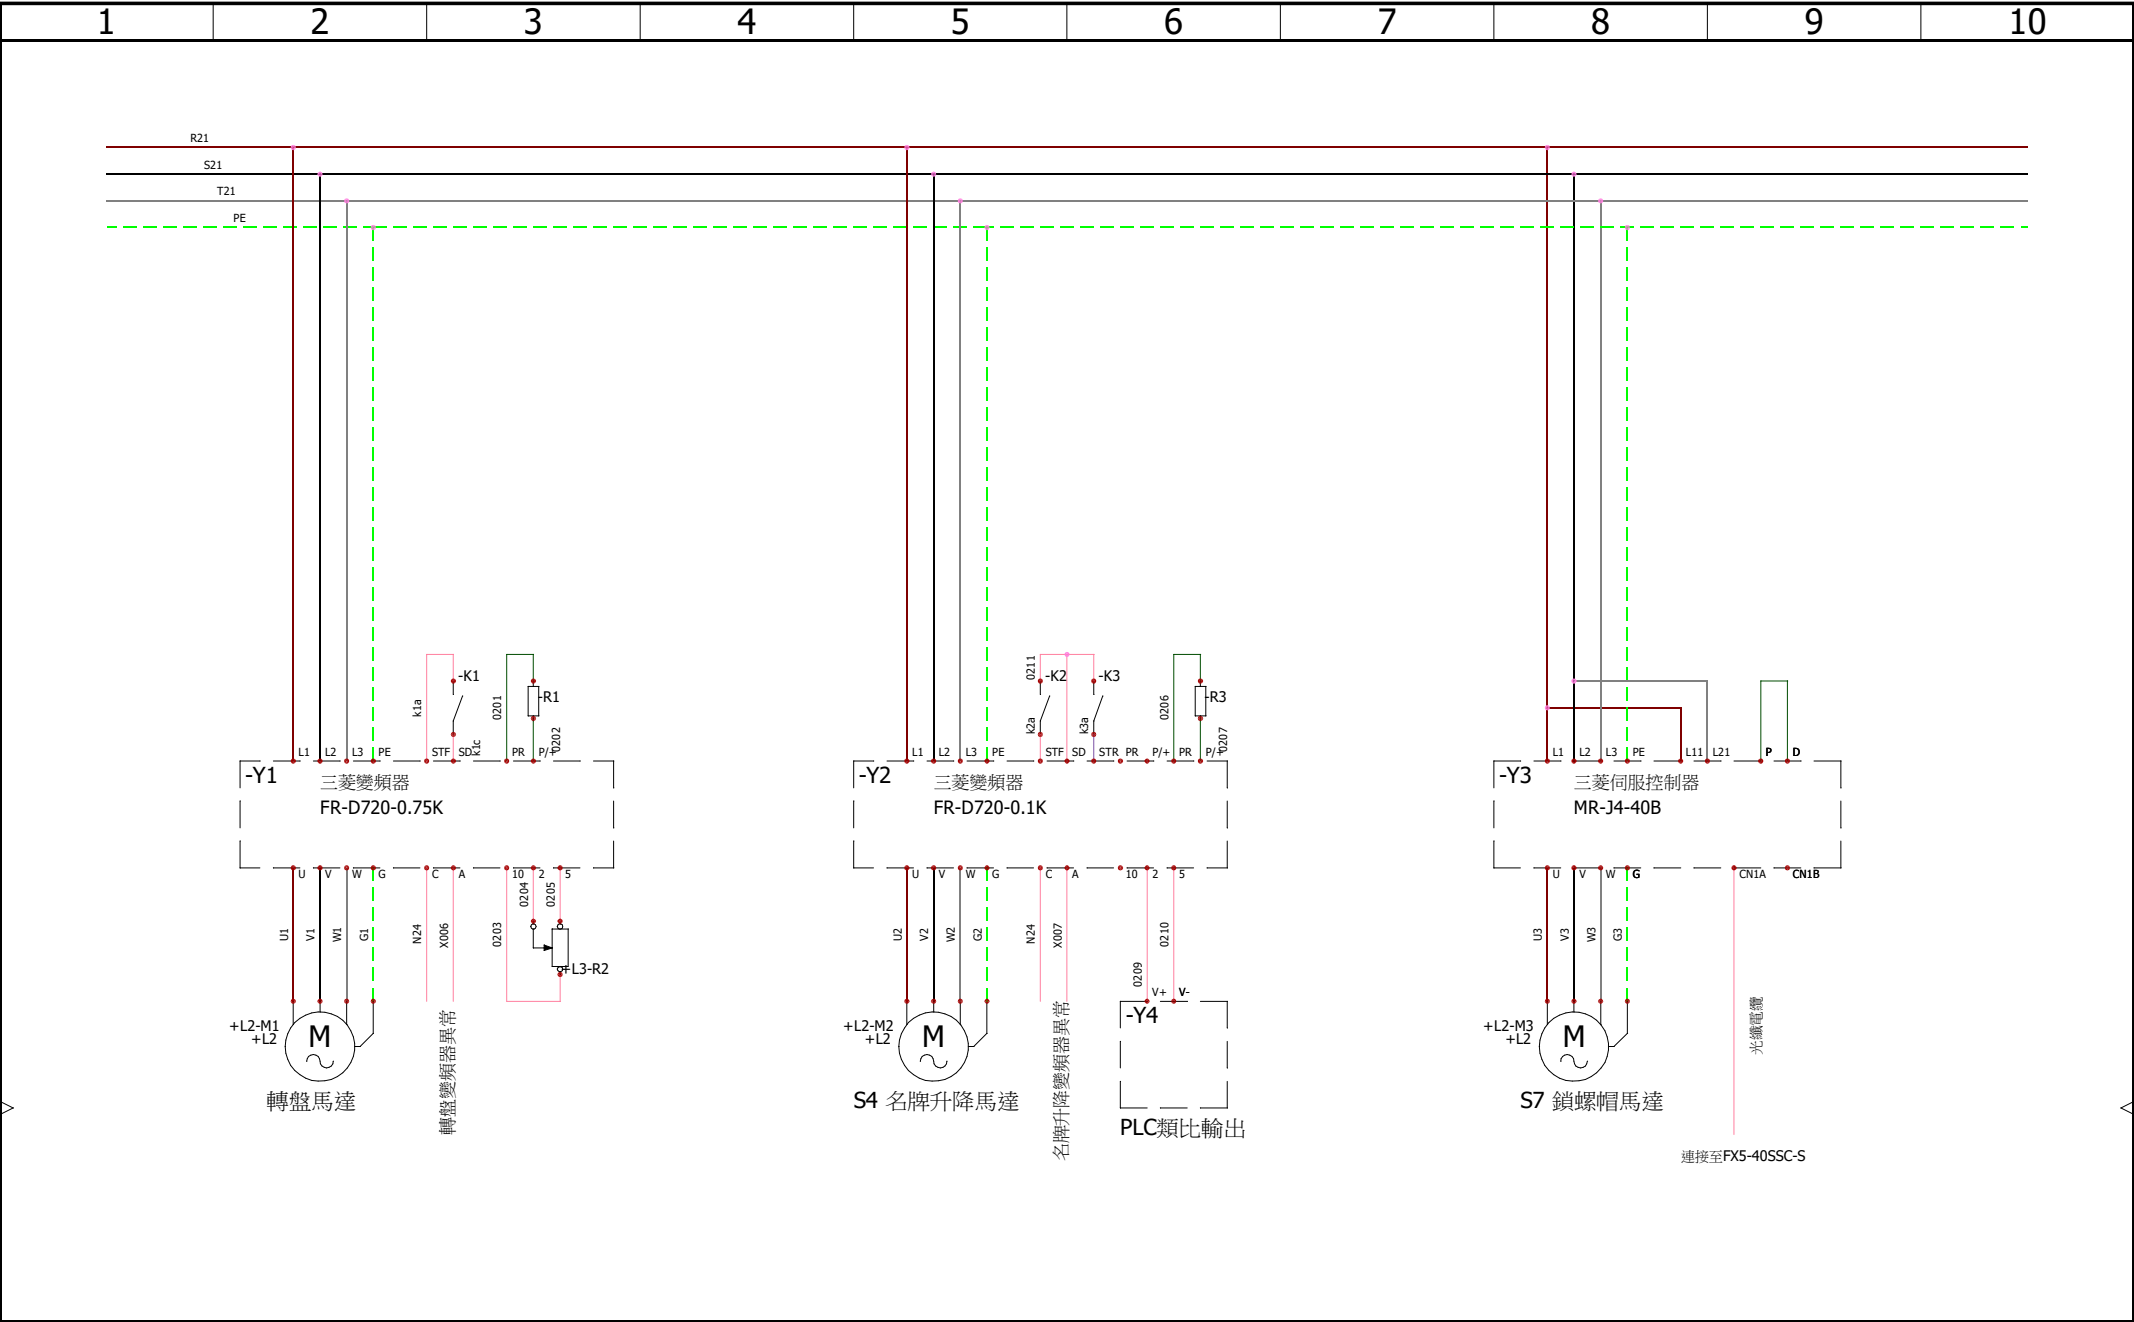 1 2 3 4 5 6 7 8 9 10
R21
S21
T21
PE
-K1
k1a
k1c
0201
-R1
0202
L1 L2 L3 PE STF SD PR P/+
-Y1
三菱變頻器
FR-D720-0.75K
U V W G C A 10 2 5
U1 V1 W1 G1 N24 X006 0203 0204 0205
+L3-R2
+L2-M1
+L2
M
轉盤馬達
轉盤變頻器異常
0211
-K2
-K3
k2a
k3a
0206
-R3
0207
L1 L2 L3 PE STF SD STR PR P/+ PR P/+
-Y2
三菱變頻器
FR-D720-0.1K
U V W G C A 10 2 5
U2 V2 W2 G2 N24 X007 0209 0210
V+ V-
+L2-M2
+L2
M
S4 名牌升降馬達
名牌升降變頻器異常
-Y4
PLC類比輸出
L1 L2 L3 PE L11 L21 P D
-Y3
三菱伺服控制器
MR-J4-40B
U V W G CN1A CN1B
U3 V3 W3 G3
+L2-M3
+L2
M
S7 鎖螺帽馬達
光纖電纜
連接至FX5-40SSC-S